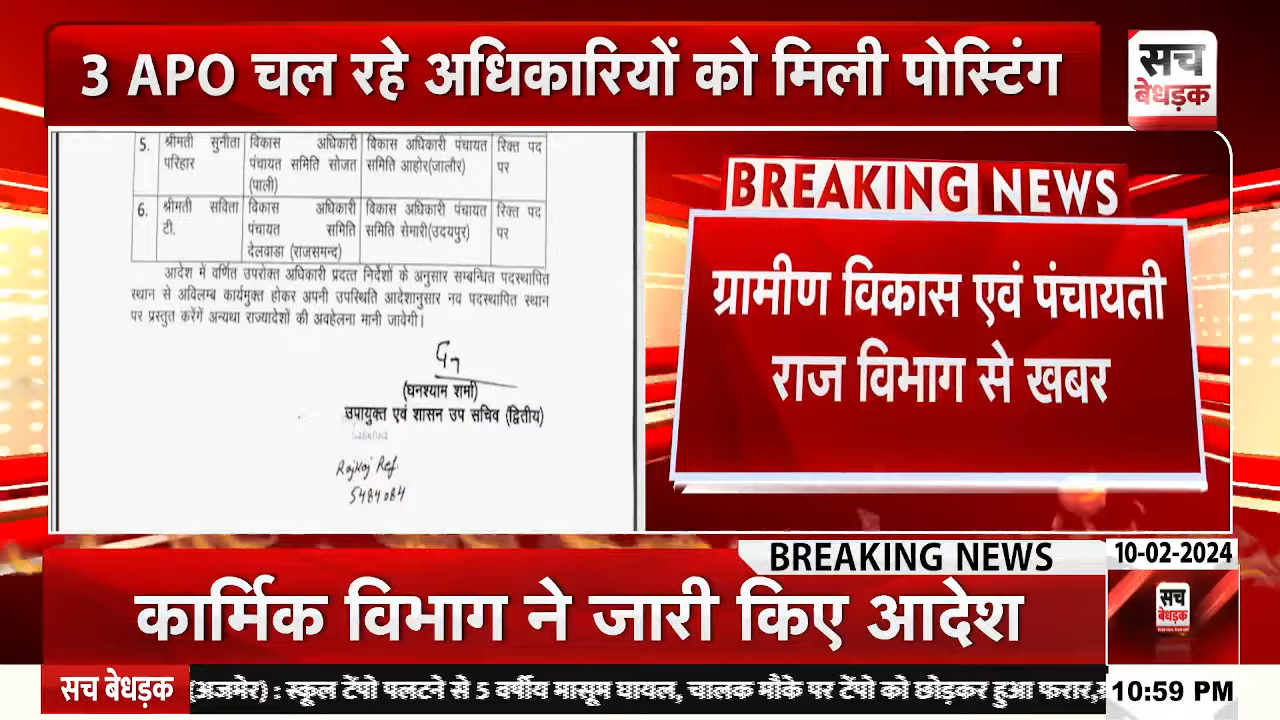 3 APO चल रहे अधिकारियों को मिली पोस्टिंग
सच
बेधड़क
5. श्रीमती सुनीता परिहार | विकास अधिकारी पंचायत समिति सोजत (पाली) | विकास अधिकारी पंचायत समिति आहोर(जालौर) | रिक्त पद पर
6. श्रीमती सविता टी. | विकास अधिकारी पंचायत समिति देलवाडा (राजसमन्द) | विकास अधिकारी पंचायत समिति सेमारी(उदयपुर) | रिक्त पद पर
आदेश में वर्णित उपरोक्त अधिकारी प्रदत्त निर्देशों के अनुसार सम्बन्धित पदस्थापित
स्थान से अविलम्ब कार्यमुक्त होकर अपनी उपस्थिति आदेशानुसार नव पदस्थापित स्थान
पर प्रस्तुत करेंगें अन्यथा राज्यादेशों की अवहेलना मानी जावेगी।
(घनश्याम शर्मा)
उपायुक्त एवं शासन उप सचिव (द्वितीय)
RajKaj Ref.
5484084
BREAKING NEWS
ग्रामीण विकास एवं पंचायती
राज विभाग से खबर
BREAKING NEWS
10-02-2024
कार्मिक विभाग ने जारी किए आदेश
सच
बेधड़क
सच बेधड़क
(अजमेर) : स्कूल टेंपो पलटने से 5 वर्षीय मासूम घायल, चालक मौके पर टेंपो को छोड़कर हुआ फरार,
10:59 PM